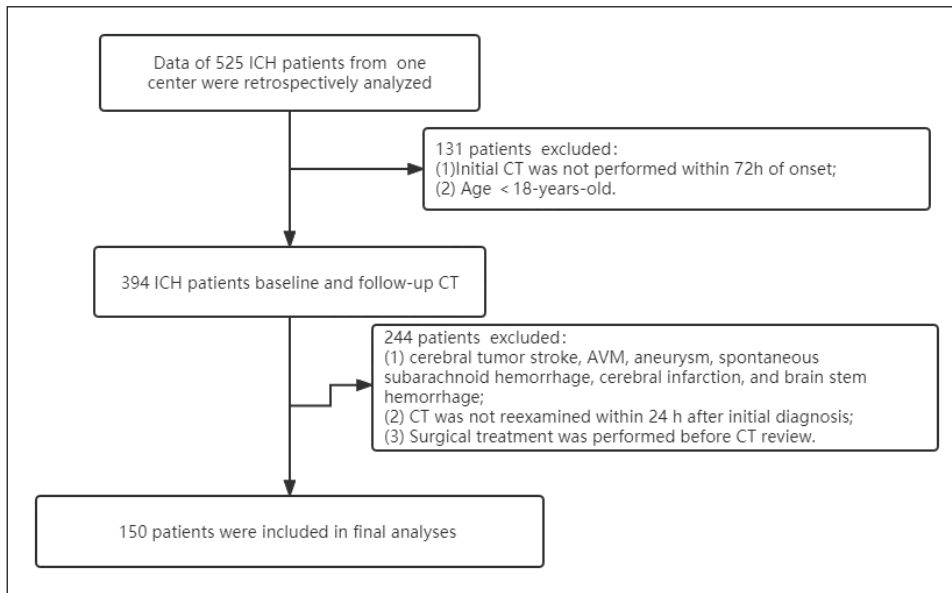 Data of 525 ICH patients from one
center were retrospectively analyzed
131 patients excluded:
(1)Initial CT was not performed within 72h of onset;
(2) Age < 18-years-old.
394 ICH patients baseline and follow-up CT
244 patients excluded:
(1) cerebral tumor stroke, AVM, aneurysm, spontaneous
subarachnoid hemorrhage, cerebral infarction, and brain stem
hemorrhage;
(2) CT was not reexamined within 24 h after initial diagnosis;
(3) Surgical treatment was performed before CT review.
150 patients were included in final analyses